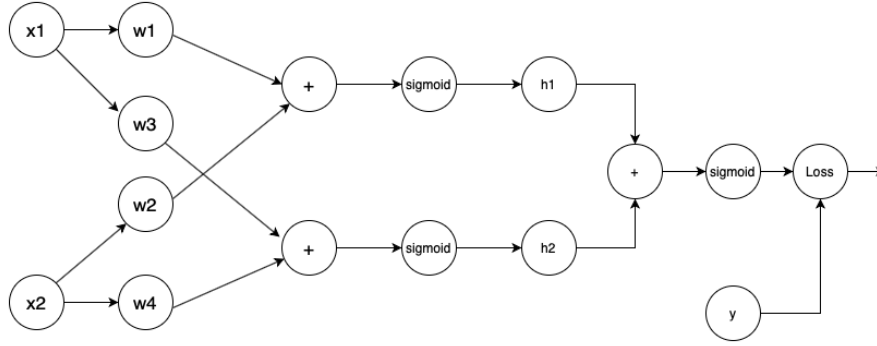 x1
w1
+
sigmoid
h1
w3
+
sigmoid
Loss
w2
+
sigmoid
h2
x2
w4
y